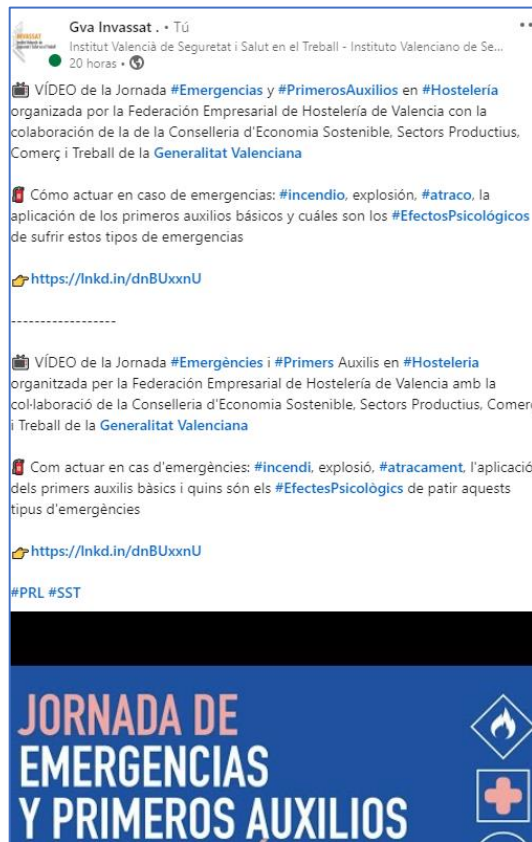 Gva Invassat . • Tú
Institut Valencià de Seguretat i Salut en el Treball - Instituto Valenciano de Se...
20 horas •
VÍDEO de la Jornada #Emergencias y #PrimerosAuxilios en #Hostelería
organizada por la Federación Empresarial de Hostelería de Valencia con la
colaboración de la de la Conselleria d'Economia Sostenible, Sectors Productius,
Comerç i Treball de la Generalitat Valenciana
Cómo actuar en caso de emergencias: #incendio, explosión, #atraco, la
aplicación de los primeros auxilios básicos y cuáles son los #EfectosPsicológicos
de sufrir estos tipos de emergencias
https://lnkd.in/dnBUxxnU
------------------
VÍDEO de la Jornada #Emergències i #Primers Auxilis en #Hosteleria
organitzada per la Federación Empresarial de Hostelería de Valencia amb la
col·laboració de la Conselleria d'Economia Sostenible, Sectors Productius, Comerç
i Treball de la Generalitat Valenciana
Com actuar en cas d'emergències: #incendi, explosió, #atracament, l'aplicació
dels primers auxilis bàsics i quins són els #EfectesPsicològics de patir aquests
tipus d'emergències
https://lnkd.in/dnBUxxnU
#PRL #SST
JORNADA DE
EMERGENCIAS
Y PRIMEROS AUXILIOS